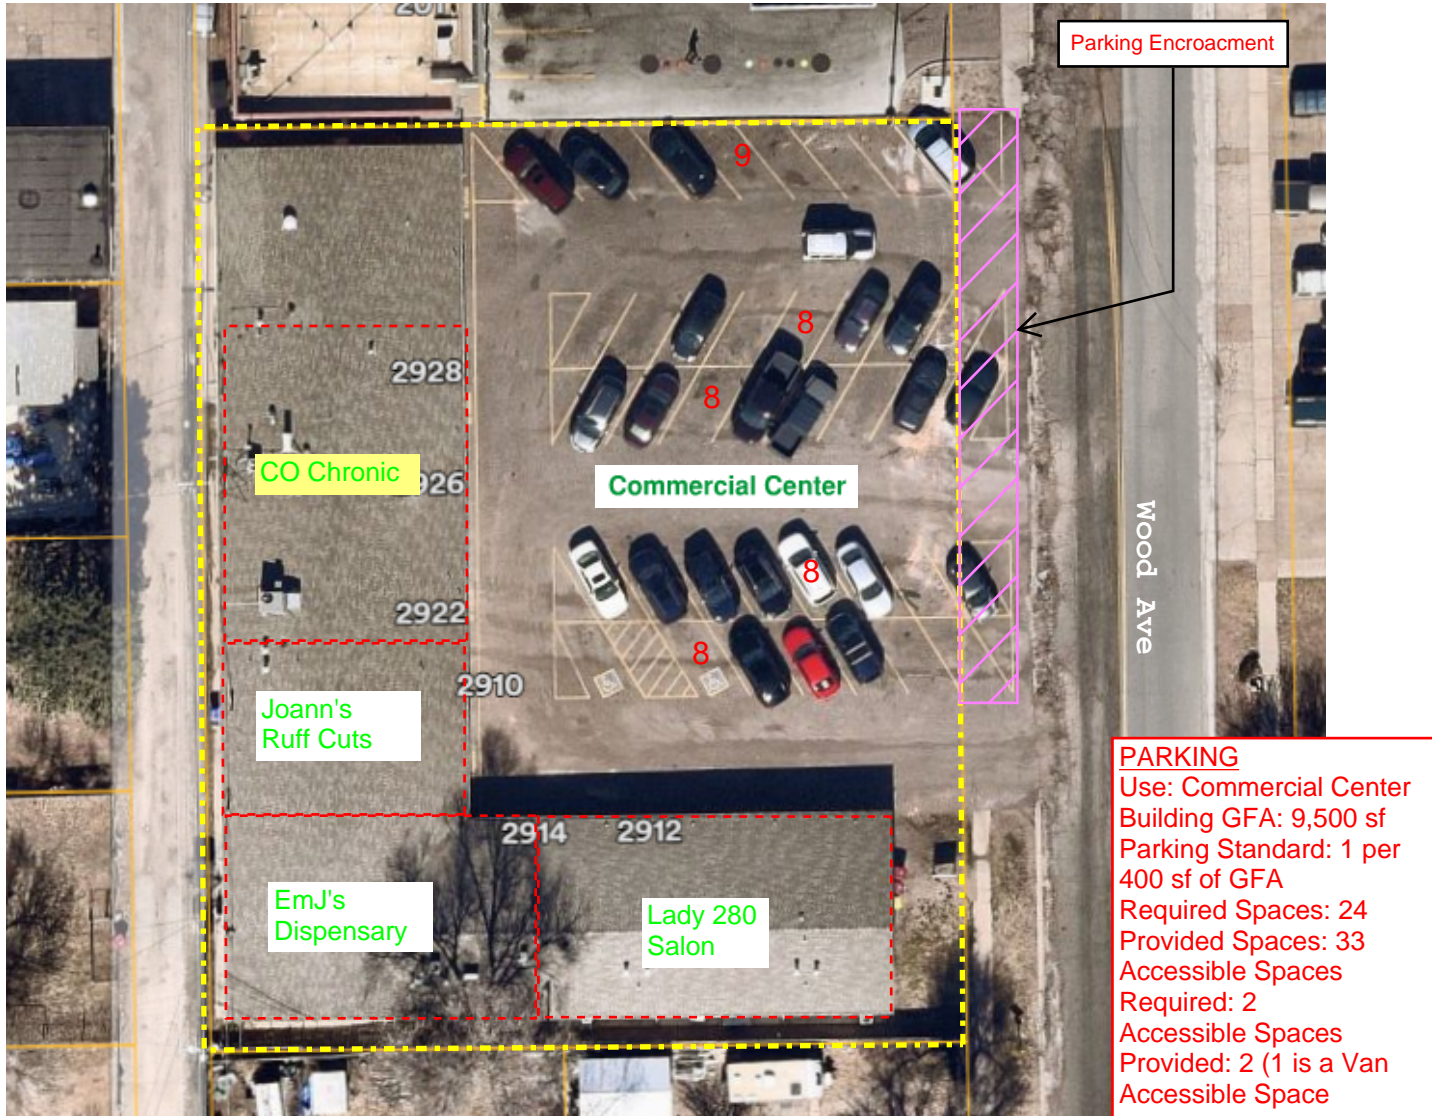 Parking Encroacment
9
8
2928
8
CO Chronic
926
Commercial Center
Wood Ave
8
2922
8
2910
Joann's
Ruff Cuts
2914
2912
EmJ's
Dispensary
Lady 280
Salon
PARKING
Use: Commercial Center
Building GFA: 9,500 sf
Parking Standard: 1 per
400 sf of GFA
Required Spaces: 24
Provided Spaces: 33
Accessible Spaces
Required: 2
Accessible Spaces
Provided: 2 (1 is a Van
Accessible Space